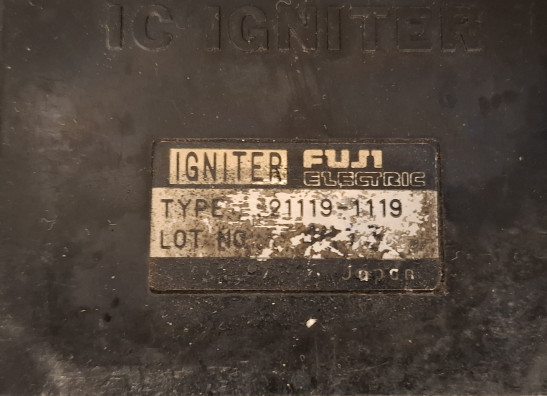 IC IGNITER
IGNITER FUJI
ELECTRIC
TYPE 21119-1119
LOT NO.
Japan